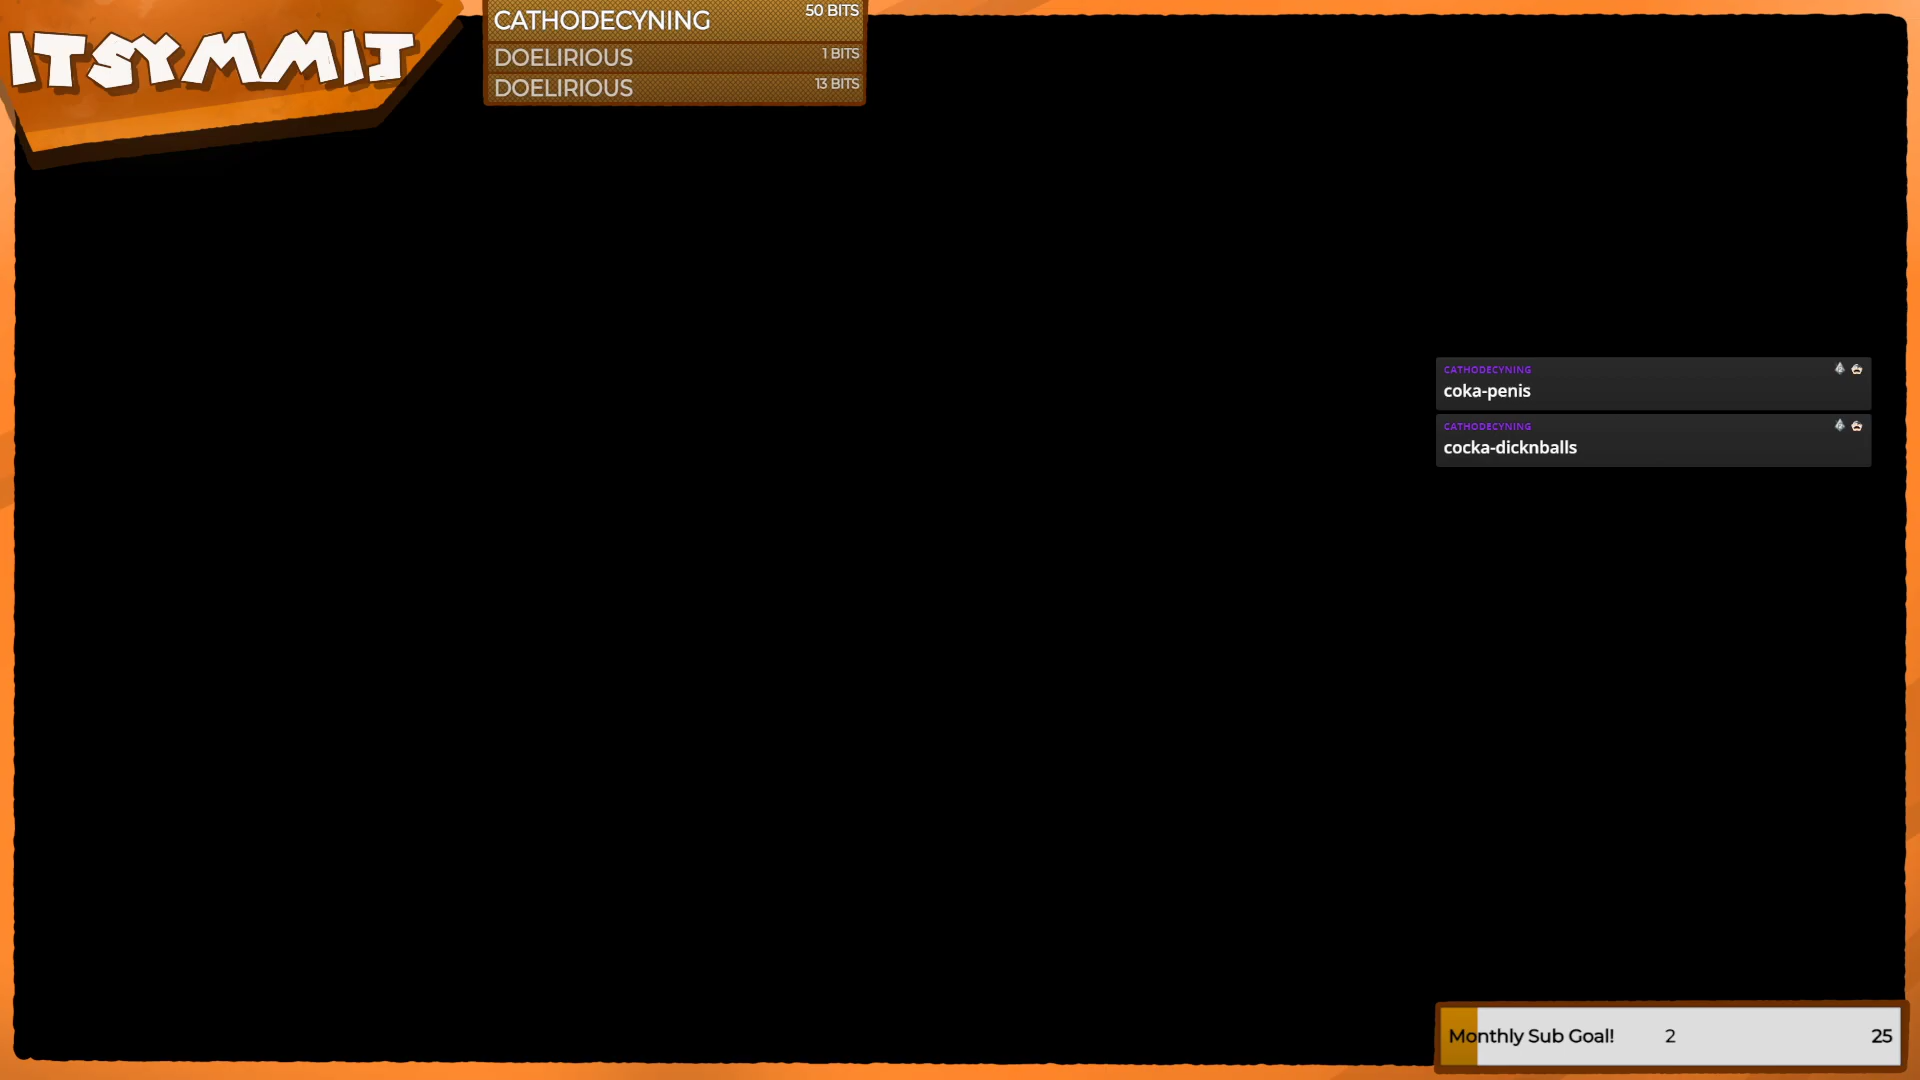 ITSYMMIJ
CATHODECYNING 50 BITS
DOELIRIOUS 1 BITS
DOELIRIOUS 13 BITS
CATHODECYNING
coka-penis
CATHODECYNING
cocka-dicknballs
Monthly Sub Goal! 2 25